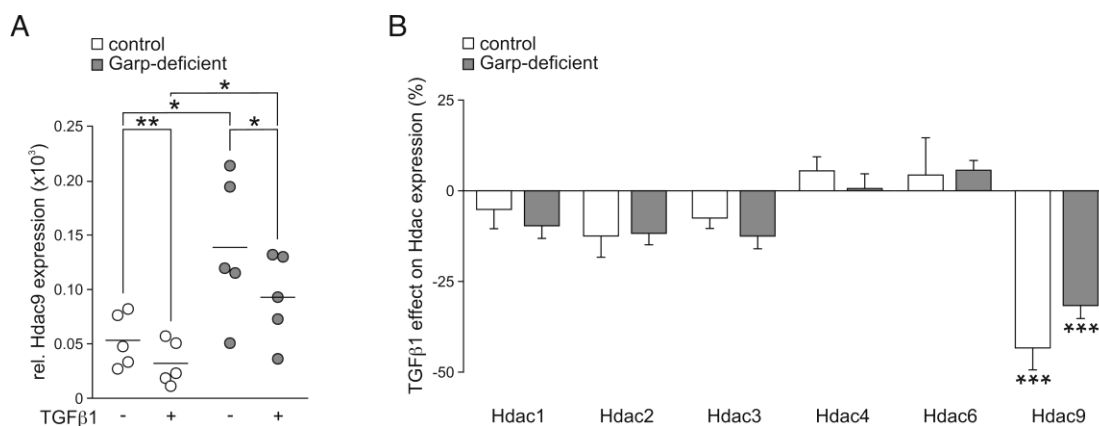 A
control
Garp-deficient
*
*
** *
0.25
0.20
0.15
0.10
0.05
0
rel. Hdac9 expression (x10³)
TGFβ1 - + - +
B
control
Garp-deficient
25
0
-25
-50
TGFβ1 effect on Hdac expression (%)
***
***
Hdac1 Hdac2 Hdac3 Hdac4 Hdac6 Hdac9